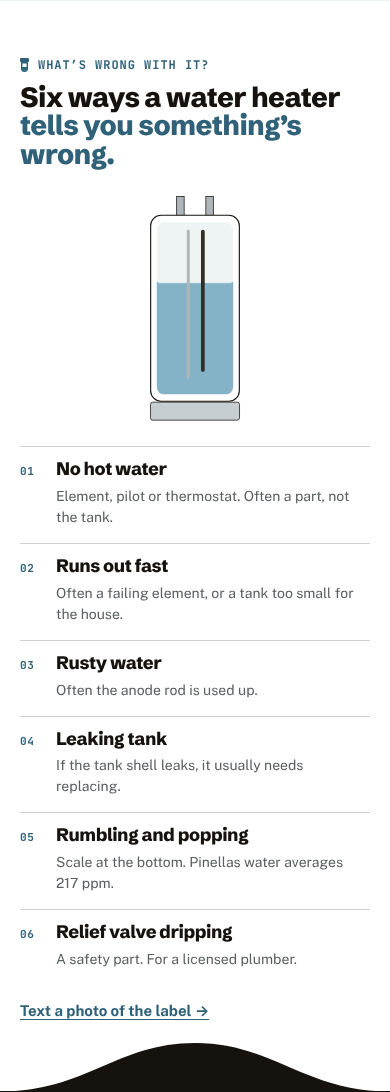 WHAT’S WRONG WITH IT?
Six ways a water heater
tells you something’s
wrong.
01 No hot water
Element, pilot or thermostat. Often a part, not
the tank.
02 Runs out fast
Often a failing element, or a tank too small for
the house.
03 Rusty water
Often the anode rod is used up.
04 Leaking tank
If the tank shell leaks, it usually needs
replacing.
05 Rumbling and popping
Scale at the bottom. Pinellas water averages
217 ppm.
06 Relief valve dripping
A safety part. For a licensed plumber.
Text a photo of the label →